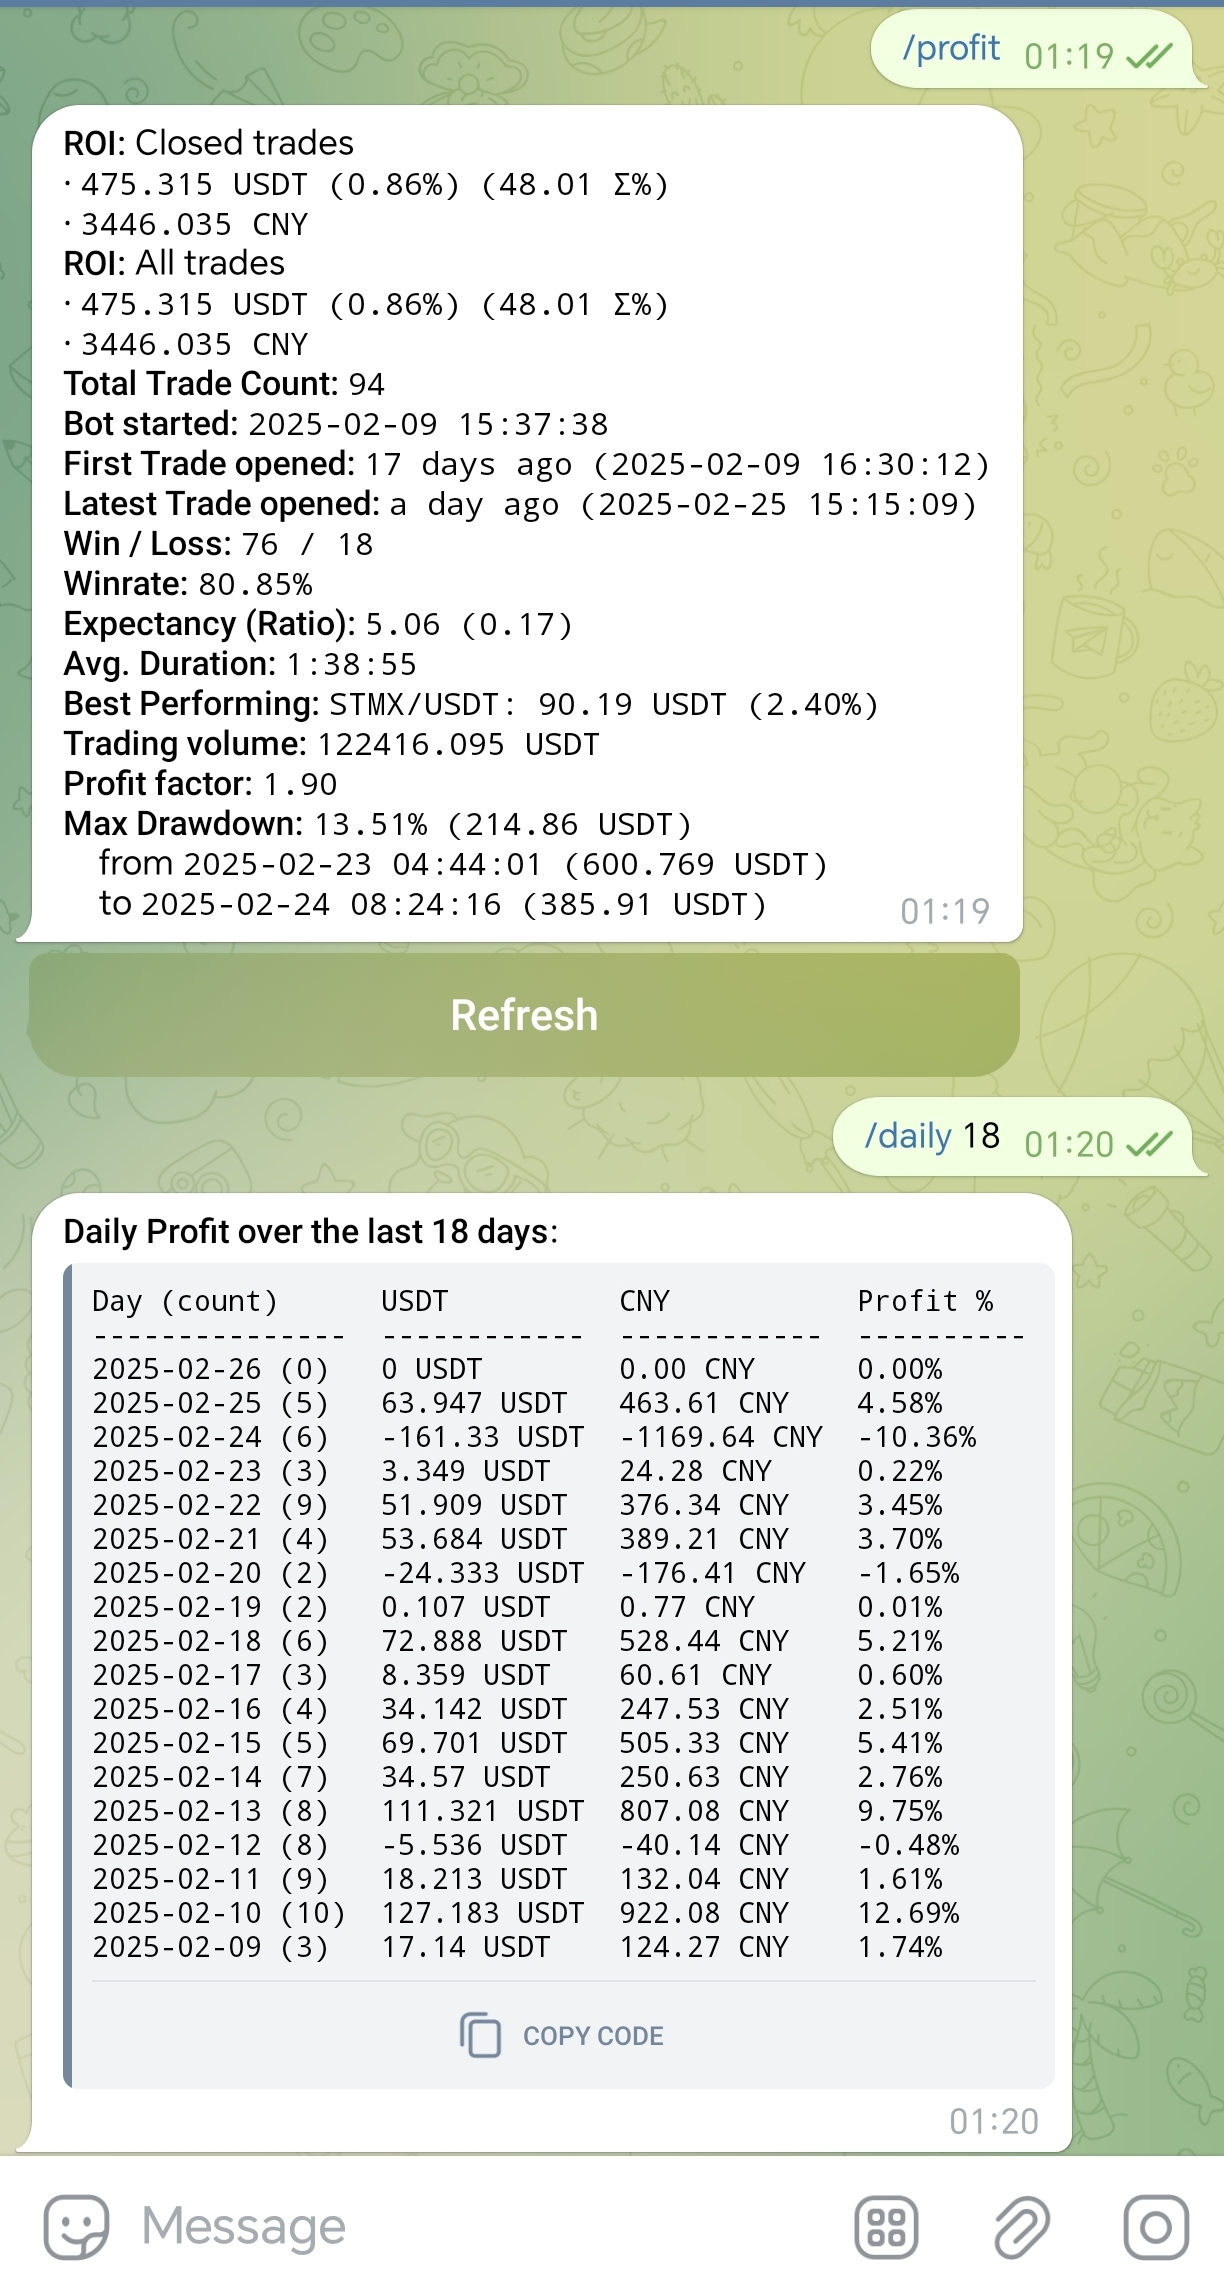 /profit 01:19
ROI: Closed trades
∙ 475.315 USDT (0.86%) (48.01 Σ%)
∙ 3446.035 CNY
ROI: All trades
∙ 475.315 USDT (0.86%) (48.01 Σ%)
∙ 3446.035 CNY
Total Trade Count: 94
Bot started: 2025-02-09 15:37:38
First Trade opened: 17 days ago (2025-02-09 16:30:12)
Latest Trade opened: a day ago (2025-02-25 15:15:09)
Win / Loss: 76 / 18
Winrate: 80.85%
Expectancy (Ratio): 5.06 (0.17)
Avg. Duration: 1:38:55
Best Performing: STMX/USDT: 90.19 USDT (2.40%)
Trading volume: 122416.095 USDT
Profit factor: 1.90
Max Drawdown: 13.51% (214.86 USDT)
from 2025-02-23 04:44:01 (600.769 USDT)
to 2025-02-24 08:24:16 (385.91 USDT)
01:19
Refresh
/daily 18 01:20
Daily Profit over the last 18 days:
Day (count) USDT CNY Profit %
--------------- ------------ ------------ ----------
2025-02-26 (0) 0 USDT 0.00 CNY 0.00%
2025-02-25 (5) 63.947 USDT 463.61 CNY 4.58%
2025-02-24 (6) -161.33 USDT -1169.64 CNY -10.36%
2025-02-23 (3) 3.349 USDT 24.28 CNY 0.22%
2025-02-22 (9) 51.909 USDT 376.34 CNY 3.45%
2025-02-21 (4) 53.684 USDT 389.21 CNY 3.70%
2025-02-20 (2) -24.333 USDT -176.41 CNY -1.65%
2025-02-19 (2) 0.107 USDT 0.77 CNY 0.01%
2025-02-18 (6) 72.888 USDT 528.44 CNY 5.21%
2025-02-17 (3) 8.359 USDT 60.61 CNY 0.60%
2025-02-16 (4) 34.142 USDT 247.53 CNY 2.51%
2025-02-15 (5) 69.701 USDT 505.33 CNY 5.41%
2025-02-14 (7) 34.57 USDT 250.63 CNY 2.76%
2025-02-13 (8) 111.321 USDT 807.08 CNY 9.75%
2025-02-12 (8) -5.536 USDT -40.14 CNY -0.48%
2025-02-11 (9) 18.213 USDT 132.04 CNY 1.61%
2025-02-10 (10) 127.183 USDT 922.08 CNY 12.69%
2025-02-09 (3) 17.14 USDT 124.27 CNY 1.74%
COPY CODE
01:20
Message